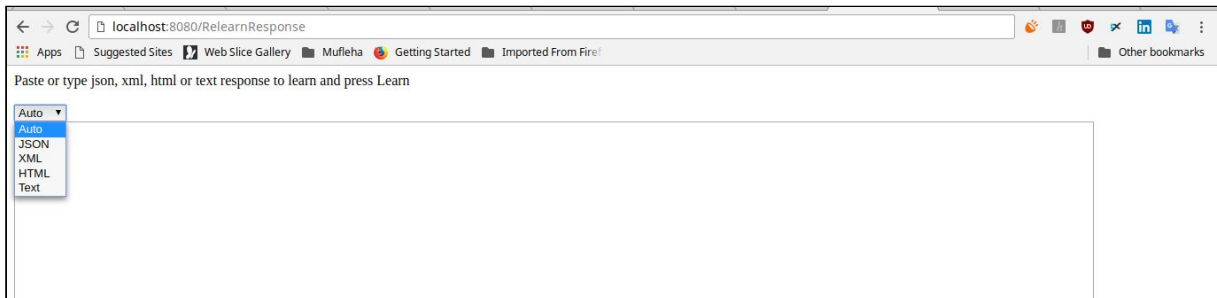 localhost:8080/RelearnResponse
Apps Suggested Sites Web Slice Gallery Mufleha Getting Started Imported From Firef Other bookmarks
Paste or type json, xml, html or text response to learn and press Learn
Auto
Auto
JSON
XML
HTML
Text